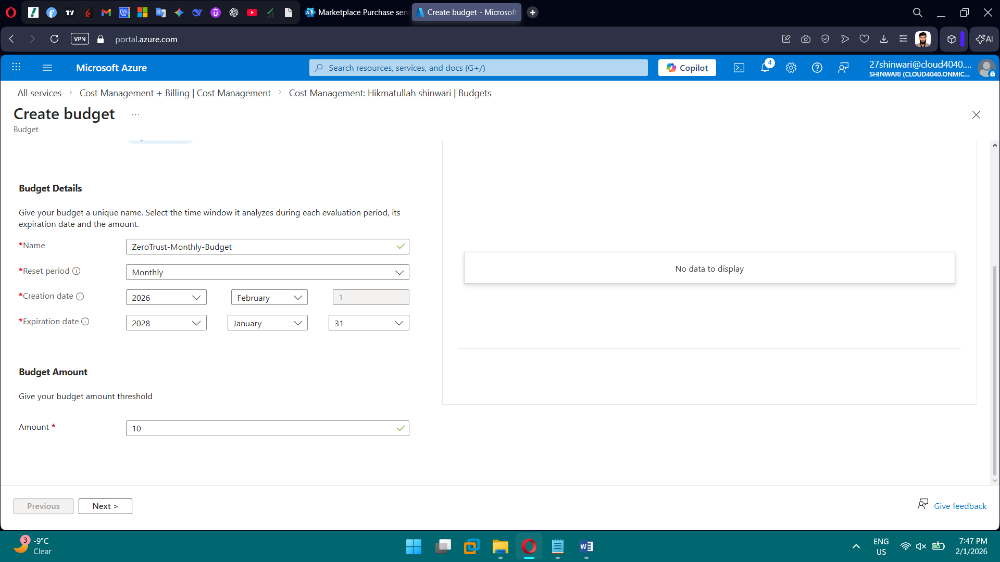 Marketplace Purchase serv
Create budget - Microsoft
VPN
portal.azure.com
AI
Microsoft Azure
Search resources, services, and docs (G+/)
Copilot
4
27shinwari@cloud4040....
SHINWARI (CLOUD4040.ONMIC...
All services > Cost Management + Billing | Cost Management > Cost Management: Hikmatullah shinwari | Budgets
Create budget ...
Budget
Budget Details
Give your budget a unique name. Select the time window it analyzes during each evaluation period, its
expiration date and the amount.
*Name
ZeroTrust-Monthly-Budget
*Reset period
Monthly
*Creation date
2026
February
1
*Expiration date
2028
January
31
Budget Amount
Give your budget amount threshold
Amount *
10
No data to display
Previous
Next >
Give feedback
3
-9°C
Clear
ENG
US
7:47 PM
2/1/2026